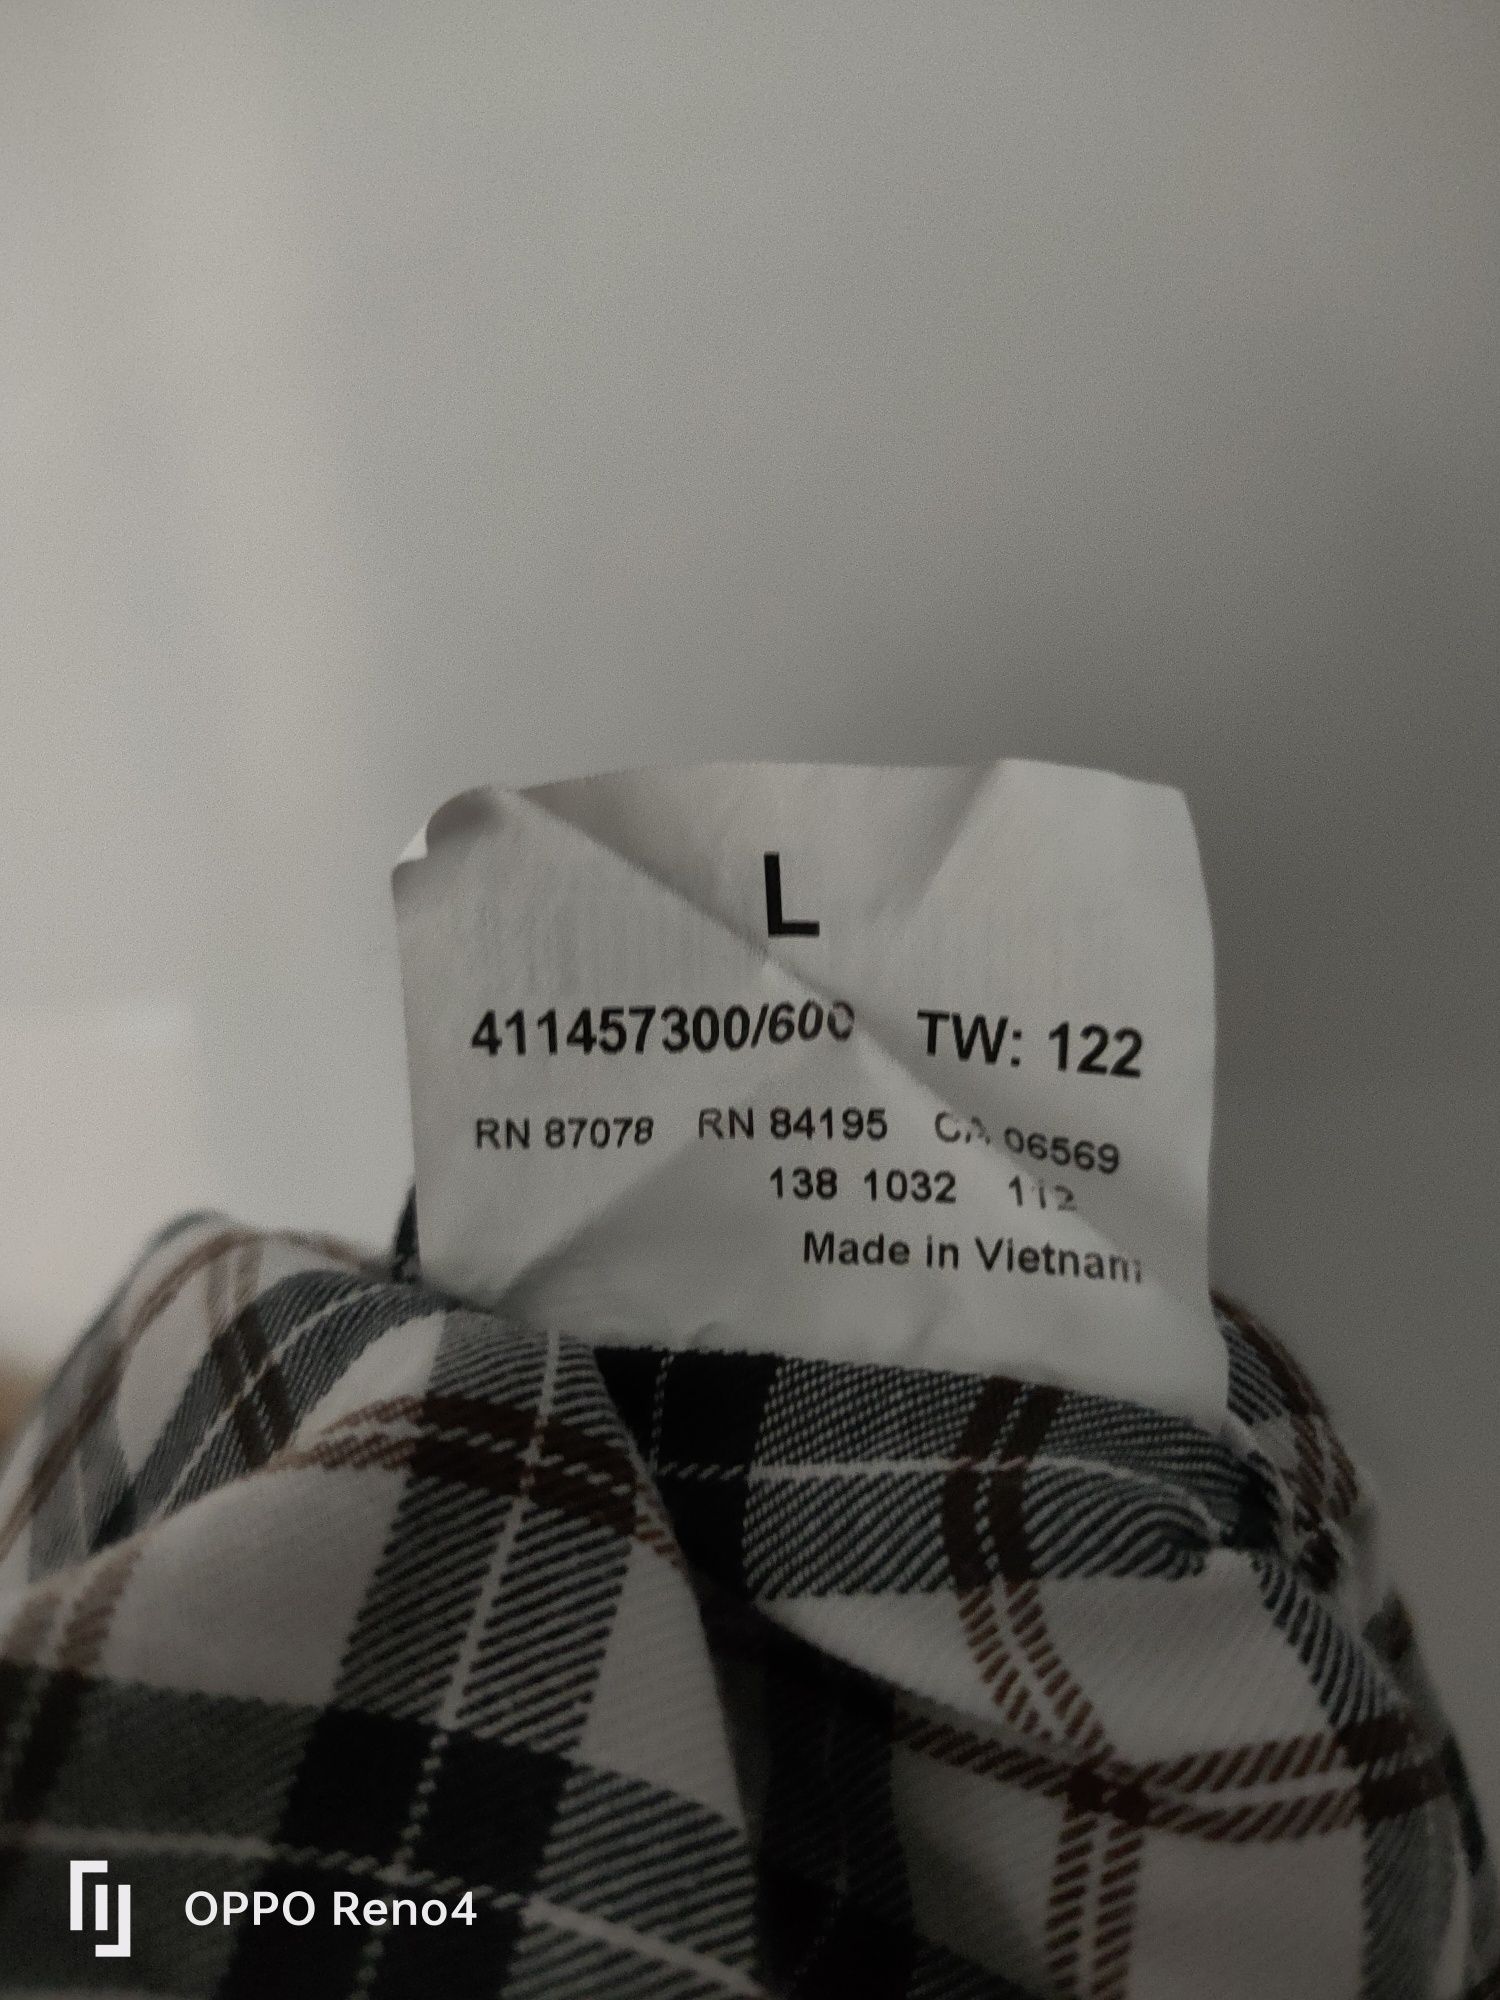 L
411457300/600 TW: 122
RN 87078 RN 84195 CA 06569
138 1032 112
Made in Vietnam
OPPO Reno4